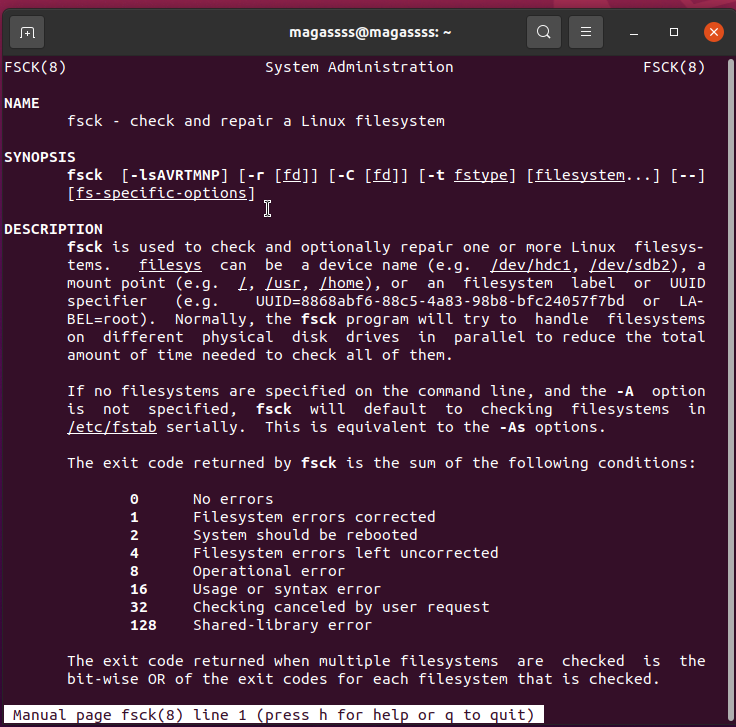 magassss@magassss: ~
FSCK(8) System Administration FSCK(8)
NAME
fsck - check and repair a Linux filesystem
SYNOPSIS
fsck [-lsAVRTMNP] [-r [fd]] [-C [fd]] [-t fstype] [filesystem...] [--]
[fs-specific-options]
DESCRIPTION
fsck is used to check and optionally repair one or more Linux filesys-
tems. filesys can be a device name (e.g. /dev/hdc1, /dev/sdb2), a
mount point (e.g. /, /usr, /home), or an filesystem label or UUID
specifier (e.g. UUID=8868abf6-88c5-4a83-98b8-bfc24057f7bd or LA-
BEL=root). Normally, the fsck program will try to handle filesystems
on different physical disk drives in parallel to reduce the total
amount of time needed to check all of them.
If no filesystems are specified on the command line, and the -A option
is not specified, fsck will default to checking filesystems in
/etc/fstab serially. This is equivalent to the -As options.
The exit code returned by fsck is the sum of the following conditions:
0 No errors
1 Filesystem errors corrected
2 System should be rebooted
4 Filesystem errors left uncorrected
8 Operational error
16 Usage or syntax error
32 Checking canceled by user request
128 Shared-library error
The exit code returned when multiple filesystems are checked is the
bit-wise OR of the exit codes for each filesystem that is checked.
Manual page fsck(8) line 1 (press h for help or q to quit)